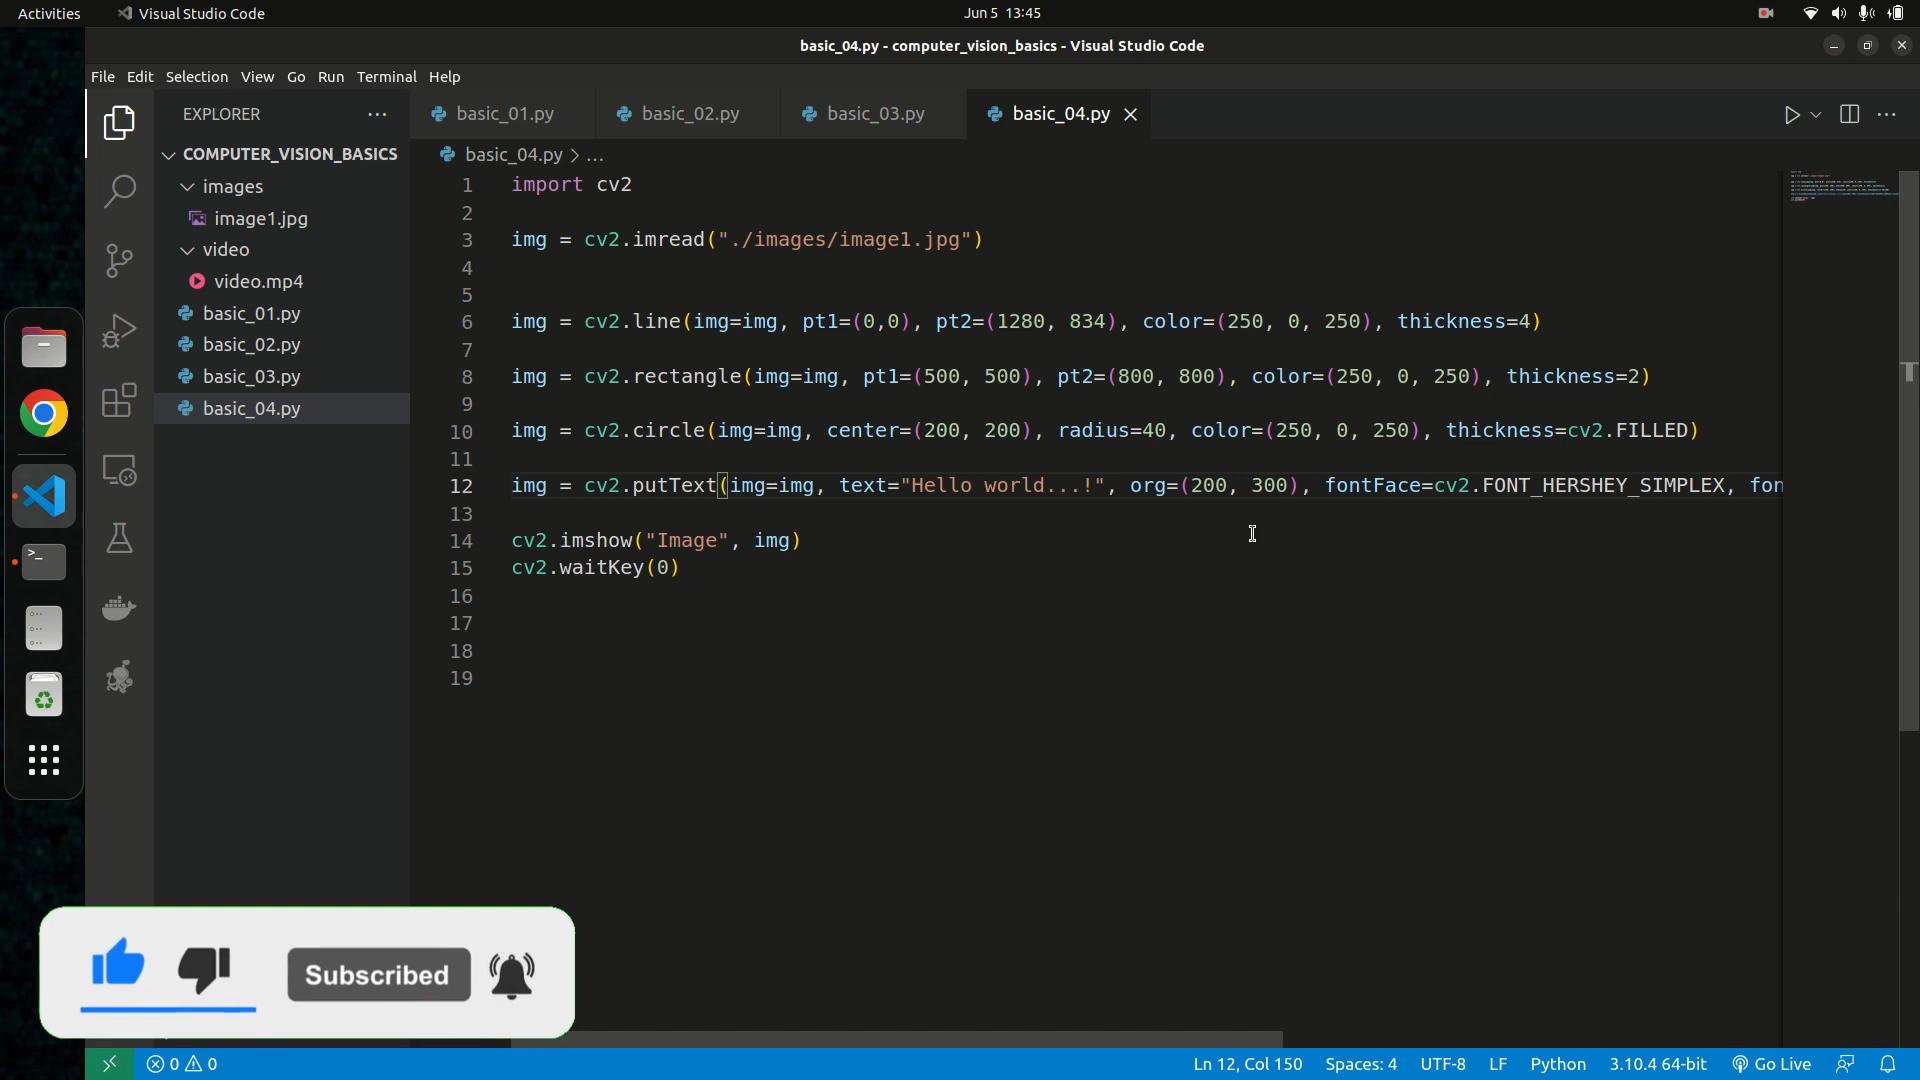 Activities Visual Studio Code Jun 5 13:45
basic_04.py - computer_vision_basics - Visual Studio Code
File Edit Selection View Go Run Terminal Help
EXPLORER
COMPUTER_VISION_BASICS
images
image1.jpg
video
video.mp4
basic_01.py
basic_02.py
basic_03.py
basic_04.py
basic_01.py basic_02.py basic_03.py basic_04.py
basic_04.py > ...
1 import cv2
2
3 img = cv2.imread("./images/image1.jpg")
4
5
6 img = cv2.line(img=img, pt1=(0,0), pt2=(1280, 834), color=(250, 0, 250), thickness=4)
7
8 img = cv2.rectangle(img=img, pt1=(500, 500), pt2=(800, 800), color=(250, 0, 250), thickness=2)
9
10 img = cv2.circle(img=img, center=(200, 200), radius=40, color=(250, 0, 250), thickness=cv2.FILLED)
11
12 img = cv2.putText(img=img, text="Hello world...!", org=(200, 300), fontFace=cv2.FONT_HERSHEY_SIMPLEX, fon
13
14 cv2.imshow("Image", img)
15 cv2.waitKey(0)
16
17
18
19
Subscribed
0 0 Ln 12, Col 150 Spaces: 4 UTF-8 LF Python 3.10.4 64-bit Go Live